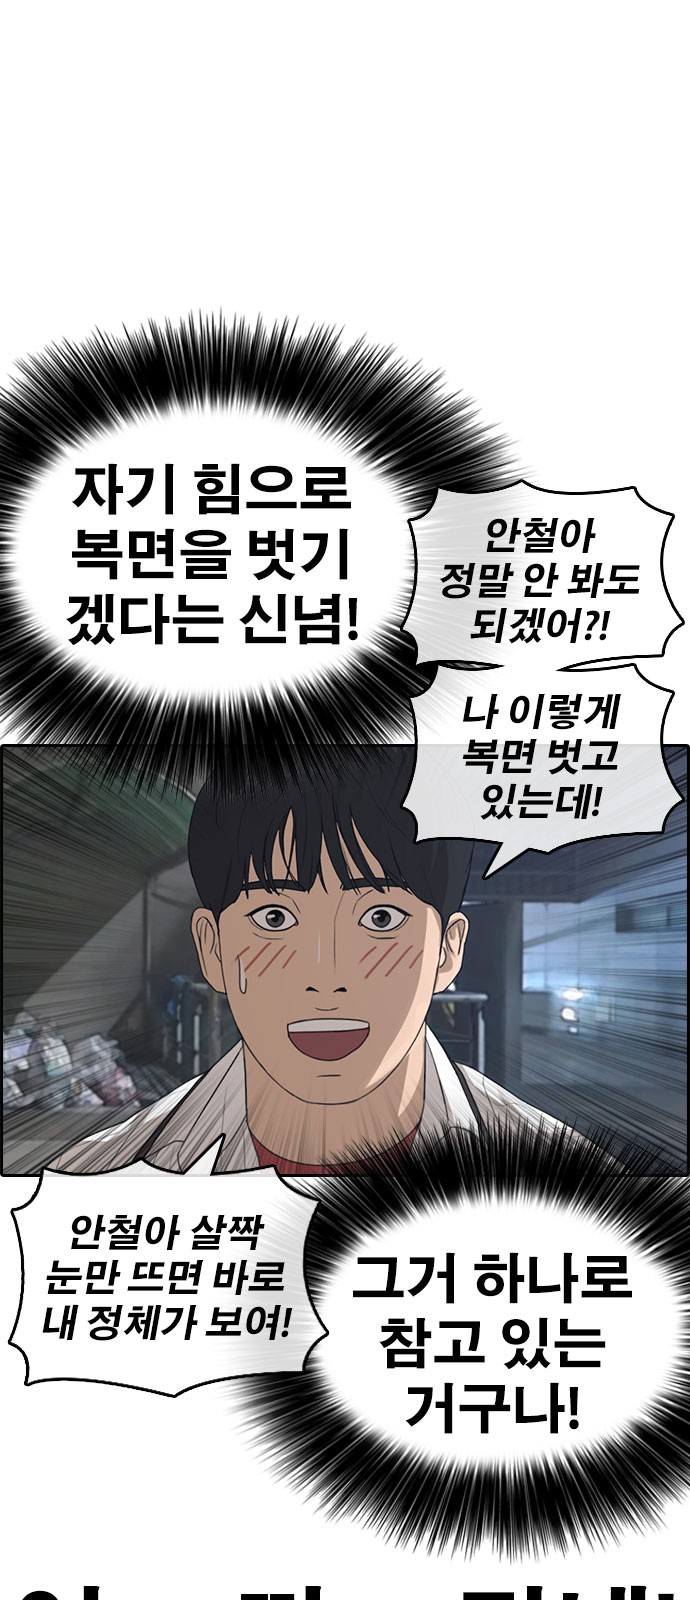 자기 힘으로
복면을 벗기
겠다는 신념!
안철아
정말 안 봐도
되겠어?!
나 이렇게
복면 벗고
있는데!
안철아 살짝
눈만 뜨면 바로
내 정체가 보여!
그거 하나로
참고 있는
거구나!